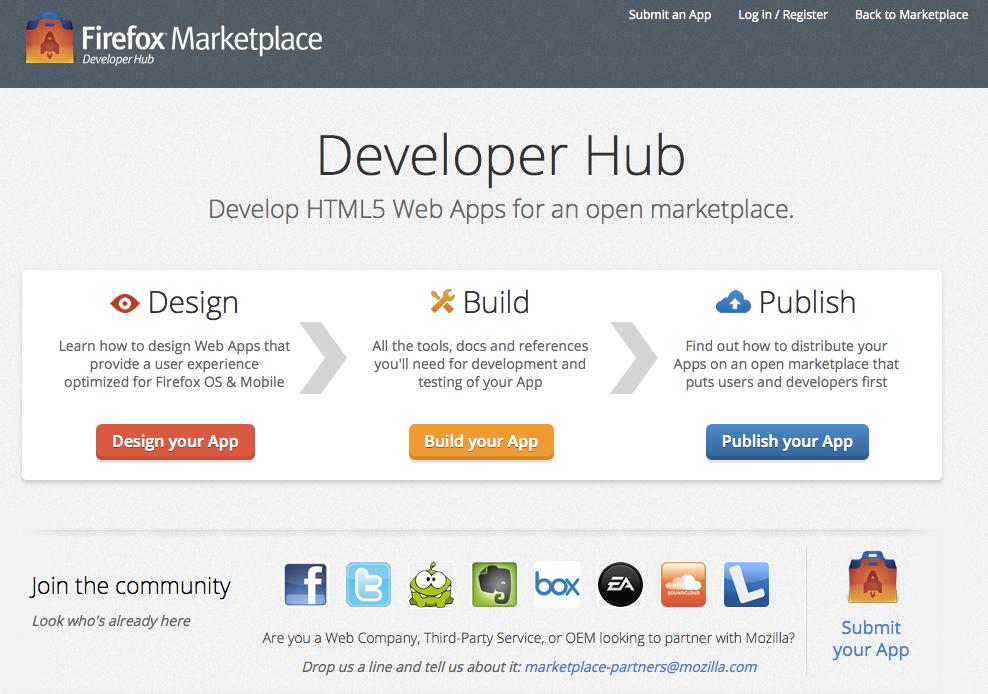 Submit an App Log in / Register Back to Marketplace
Firefox Marketplace
Developer Hub
Developer Hub
Develop HTML5 Web Apps for an open marketplace.
Design
Learn how to design Web Apps that
provide a user experience
optimized for Firefox OS & Mobile
Design your App
Build
All the tools, docs and references
you'll need for development and
testing of your App
Build your App
Publish
Find out how to distribute your
Apps on an open marketplace that
puts users and developers first
Publish your App
Join the community
Look who's already here
f
t
box
EA
SOUNDCLOUD
L
Are you a Web Company, Third-Party Service, or OEM looking to partner with Mozilla?
Drop us a line and tell us about it: marketplace-partners@mozilla.com
Submit
your App